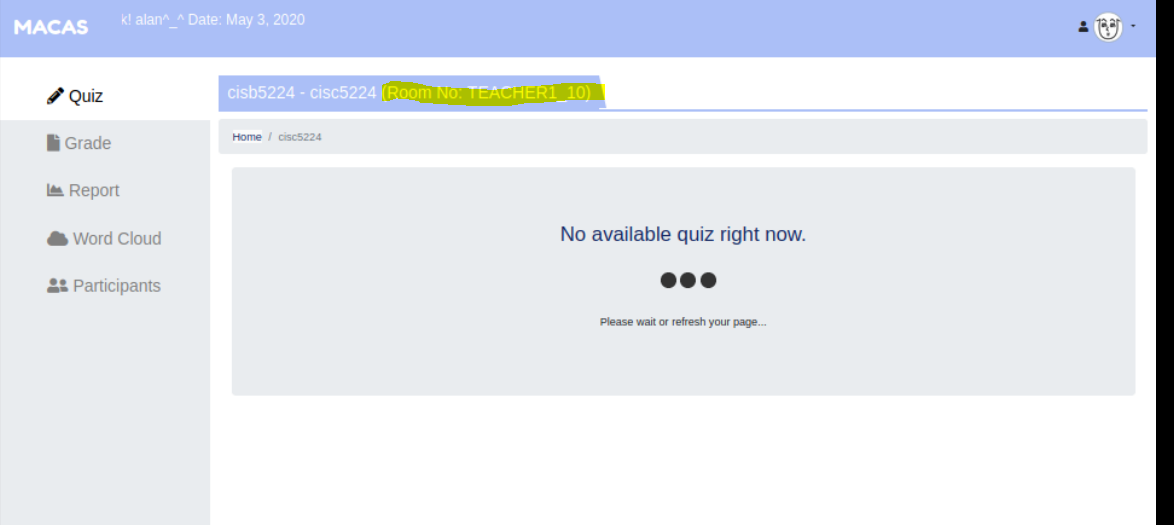 MACAS
k! alan^_^ Date: May 3, 2020
Quiz
Grade
Report
Word Cloud
Participants
cisb5224 - cisc5224 (Room No: TEACHER1_10)
Home / cisc5224
No available quiz right now.
Please wait or refresh your page...